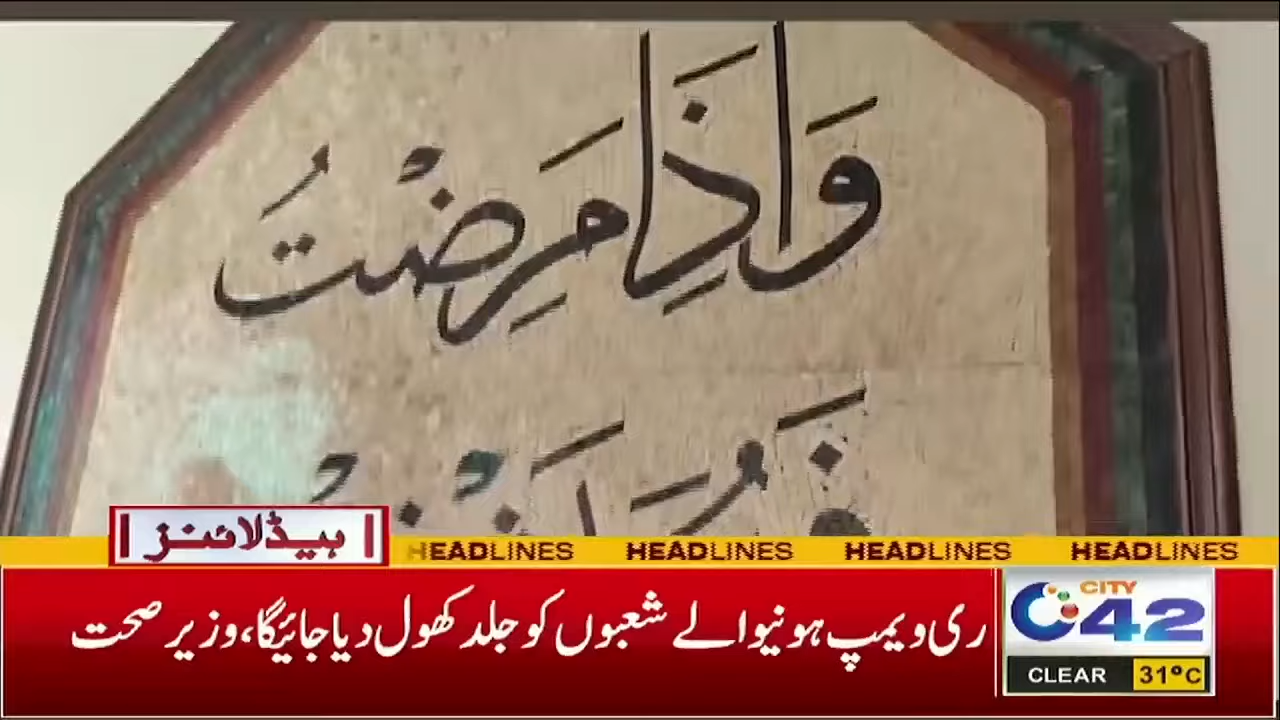 وَاِذَا مَرِضْتُ
ہیڈلائنز
HEADLINES HEADLINES HEADLINES HEADLINES
ری ویمپ ہونیوالے شعبوں کو جلد کھول دیا جائیگا، وزیر صحت
CITY
42
CLEAR 31°C